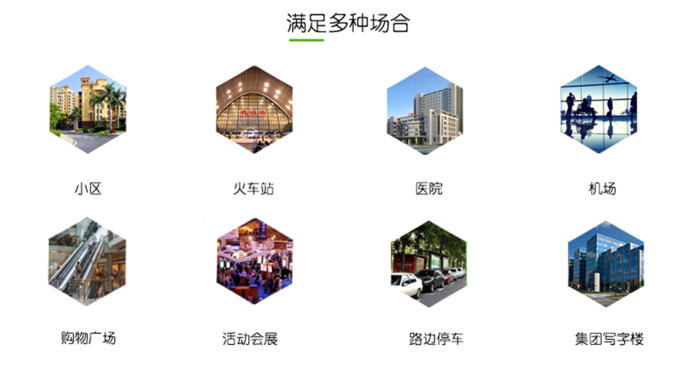 满足多种场合
小区
火车站
医院
机场
购物广场
活动会展
路边停车
集团写字楼